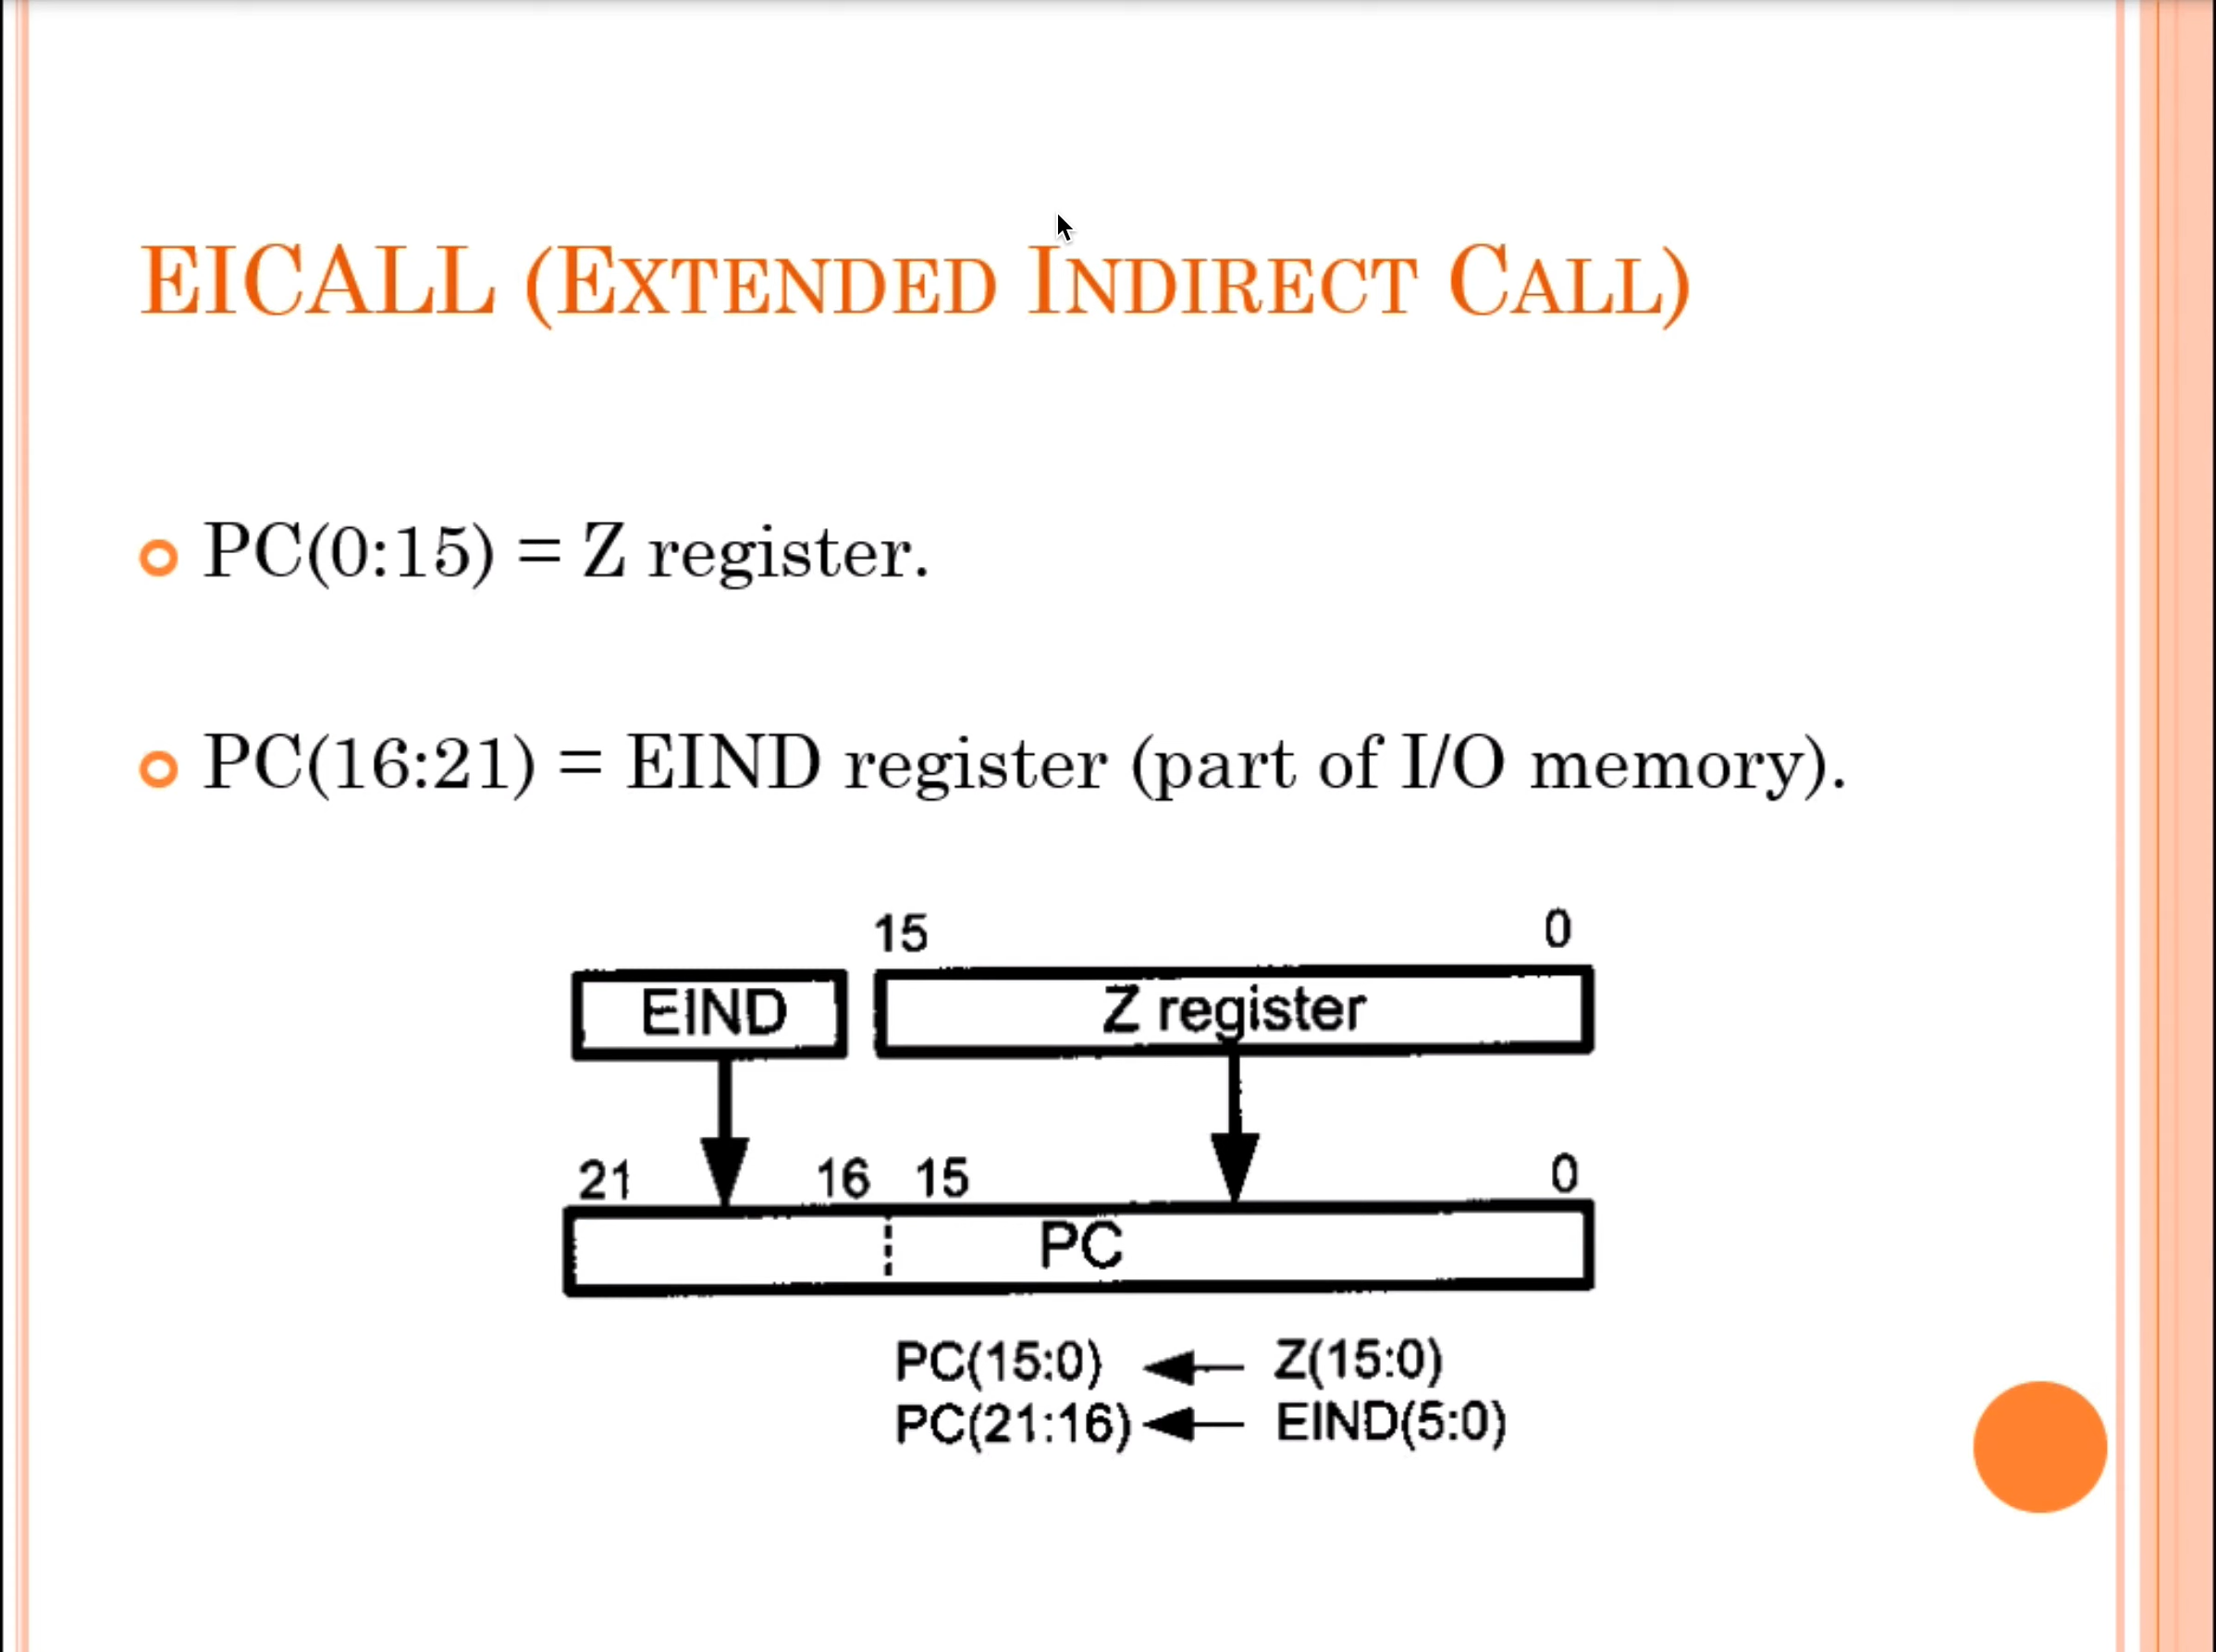 EICALL (EXTENDED INDIRECT CALL)
PC(0:15) = Z register.
PC(16:21) = EIND register (part of I/O memory).
15 0
EIND Z register
21 16 15 0
PC
PC(15:0) ← Z(15:0)
PC(21:16) ← EIND(5:0)